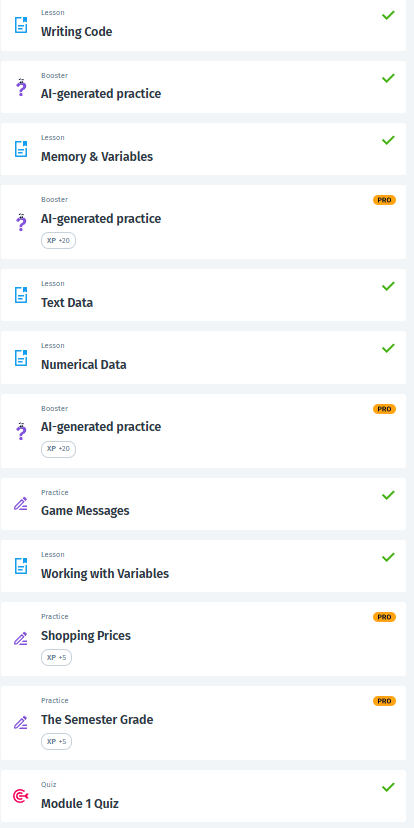 Lesson
Writing Code
Booster
AI-generated practice
Lesson
Memory & Variables
Booster
PRO
AI-generated practice
XP +20
Lesson
Text Data
Lesson
Numerical Data
Booster
PRO
AI-generated practice
XP +20
Practice
Game Messages
Lesson
Working with Variables
Practice
PRO
Shopping Prices
XP +5
Practice
PRO
The Semester Grade
XP +5
Quiz
Module 1 Quiz